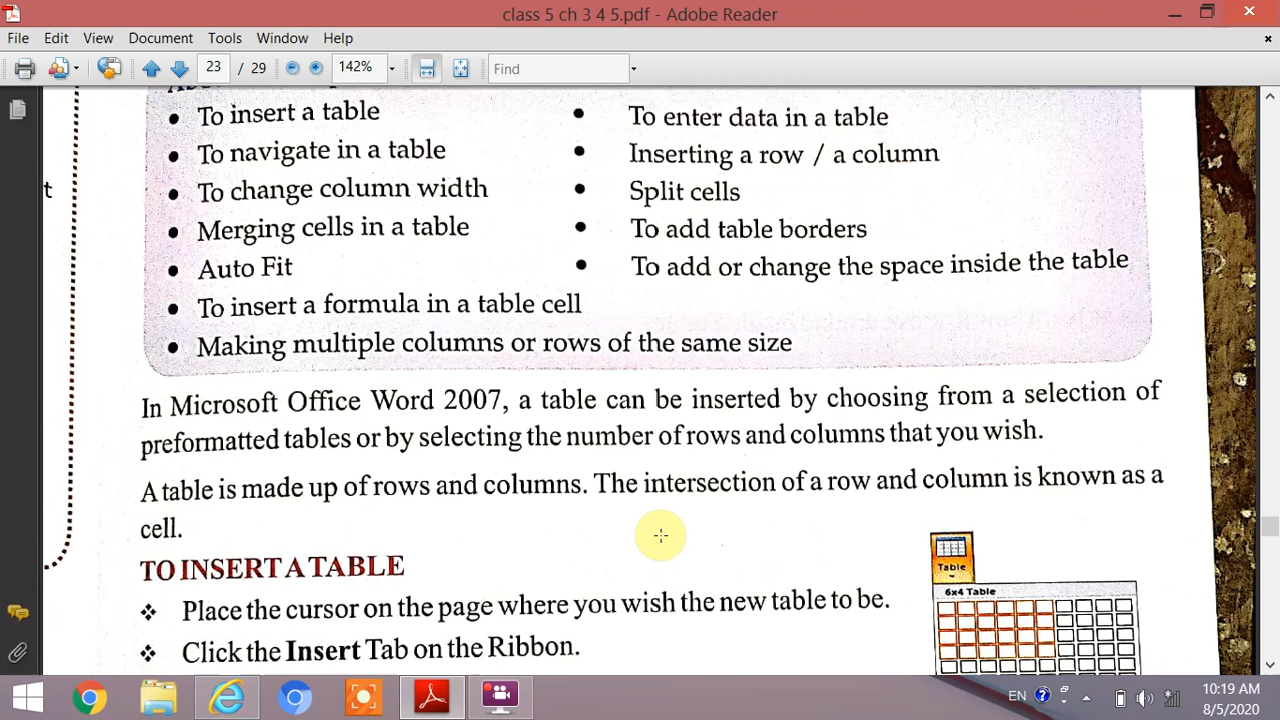 class 5 ch 3 4 5.pdf - Adobe Reader
File Edit View Document Tools Window Help
23 / 29 142% Find
To insert a table
To enter data in a table
To navigate in a table
Inserting a row / a column
To change column width
Split cells
Merging cells in a table
To add table borders
Auto Fit
To add or change the space inside the table
To insert a formula in a table cell
Making multiple columns or rows of the same size
In Microsoft Office Word 2007, a table can be inserted by choosing from a selection of
preformatted tables or by selecting the number of rows and columns that you wish.
A table is made up of rows and columns. The intersection of a row and column is known as a
cell.
TO INSERT A TABLE
Place the cursor on the page where you wish the new table to be.
Click the Insert Tab on the Ribbon.
Table
6x4 Table
t
EN
10:19 AM
8/5/2020